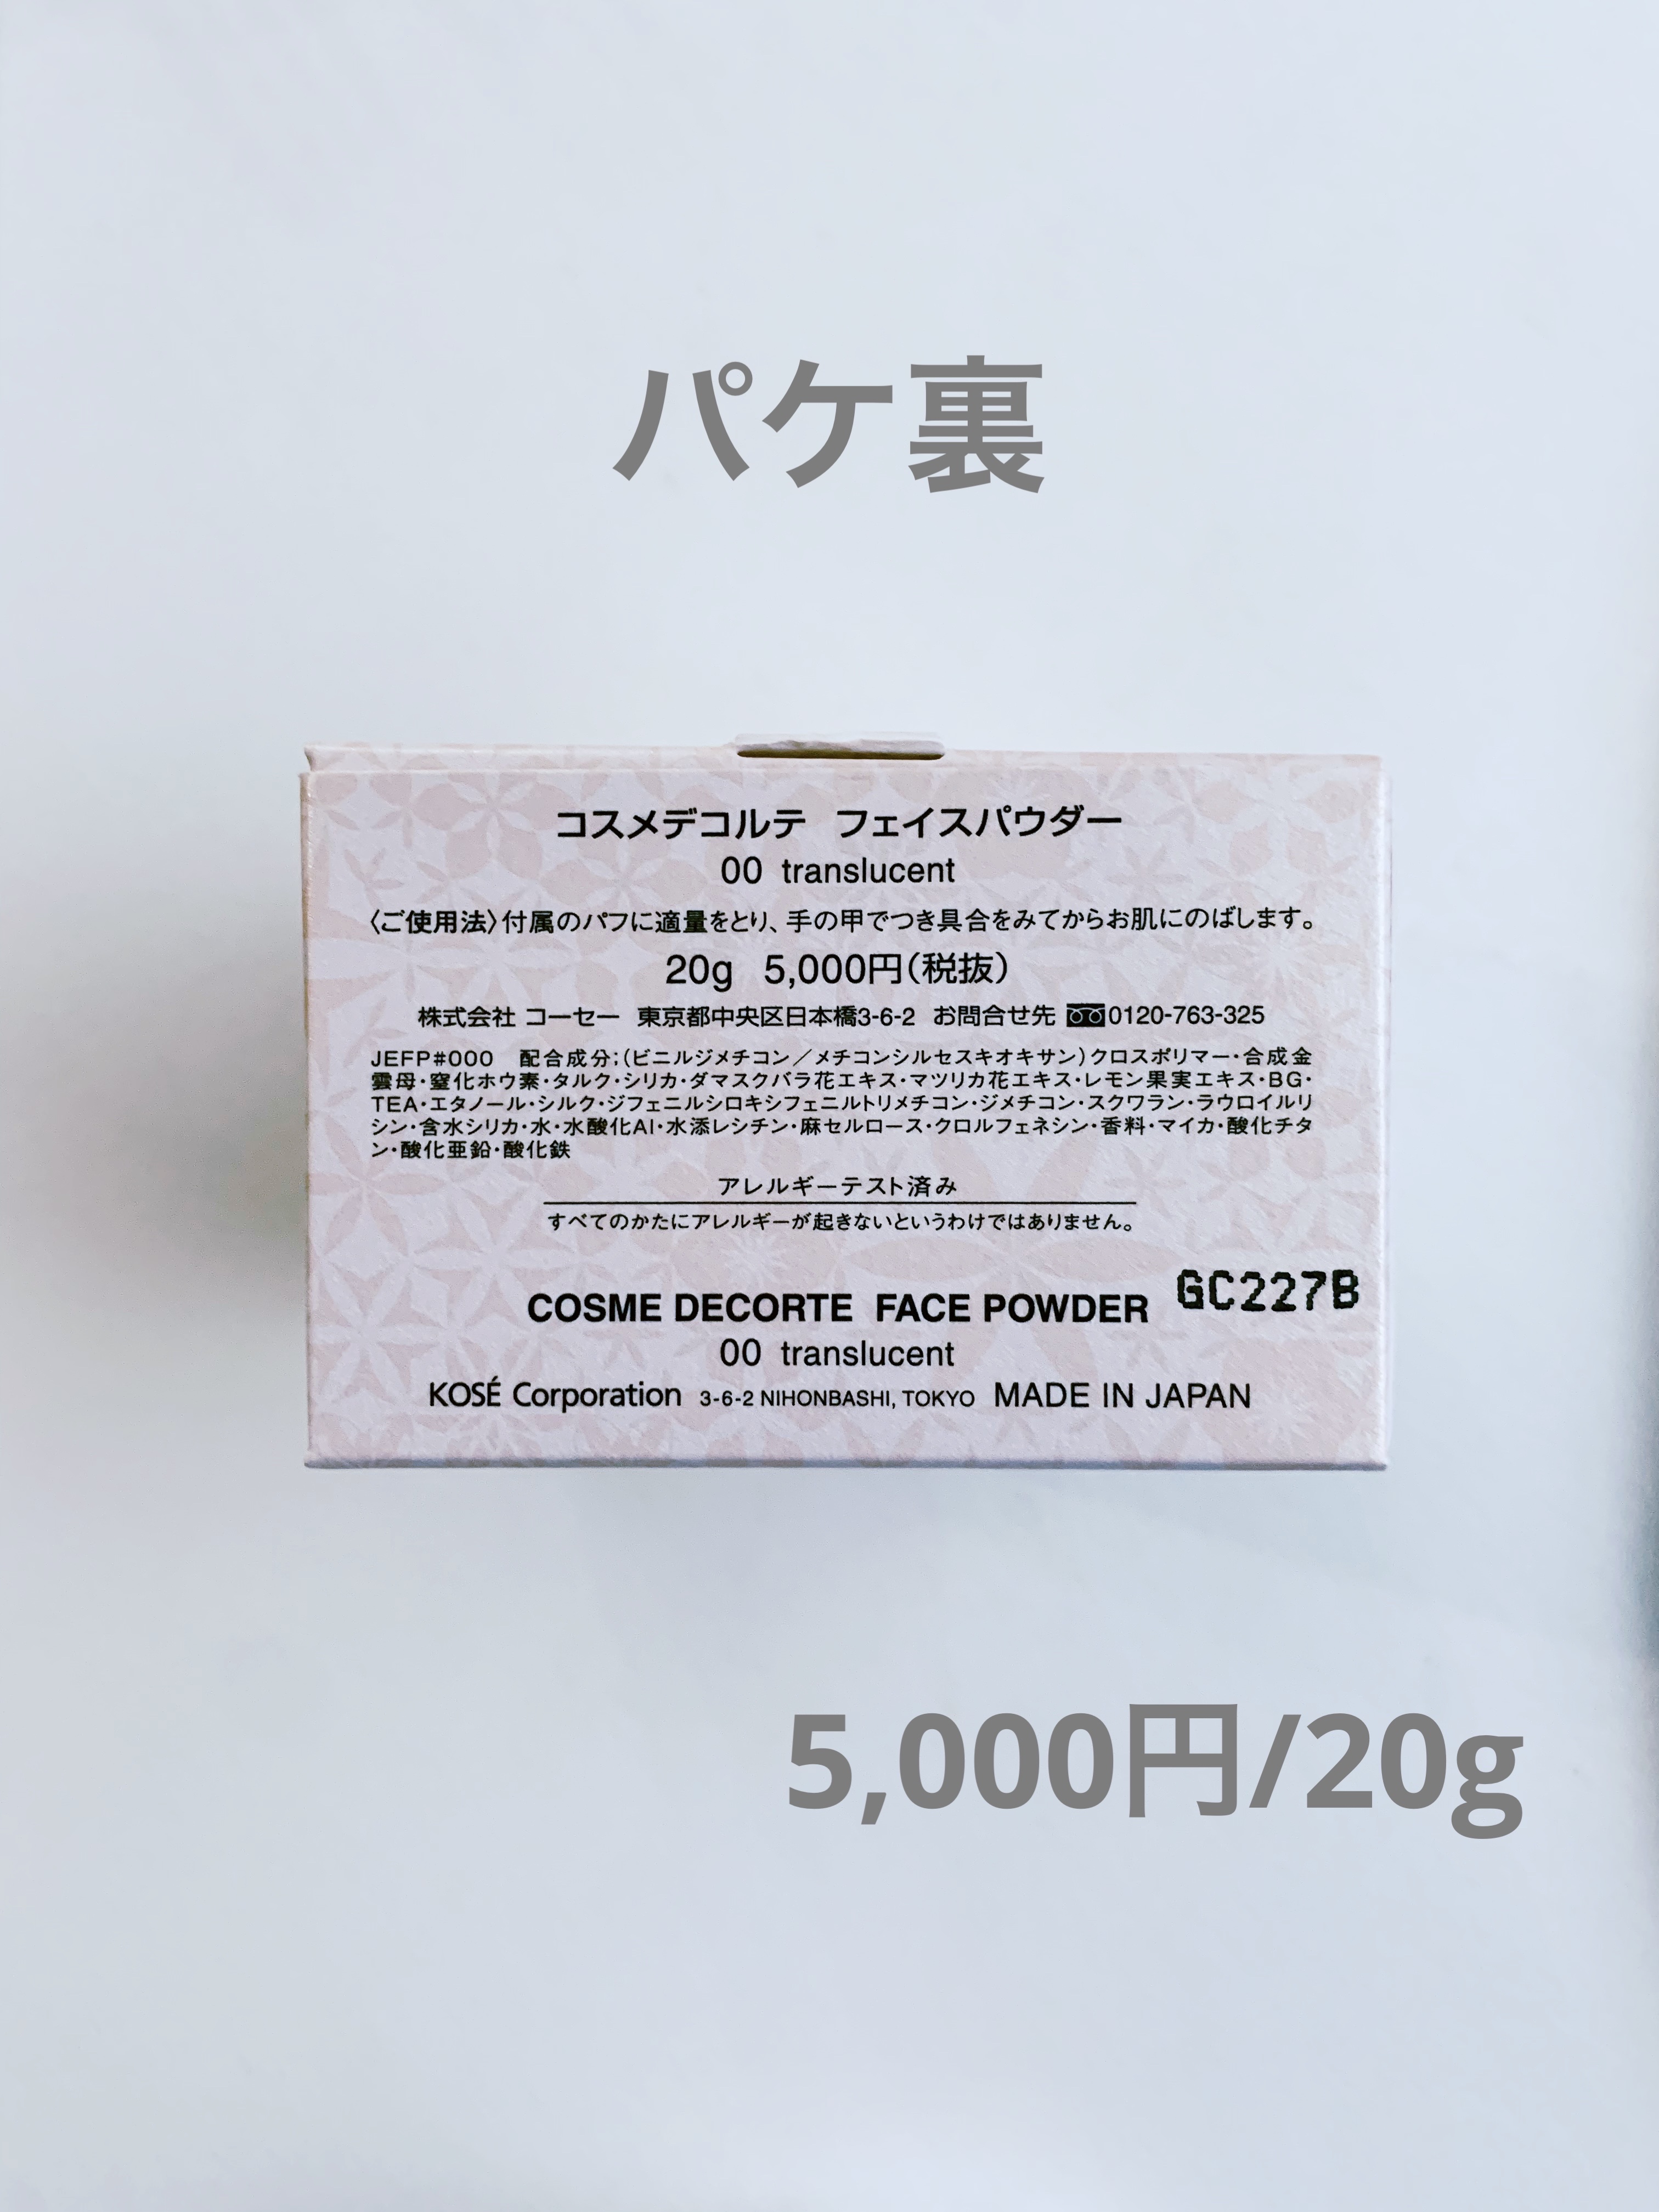 パケ裏
コスメデコルテ フェイスパウダー
00 translucent
〈ご使用法〉付属のパフに適量をとり、手の甲でつき具合をみてからお肌にのばします。
20g 5,000円(税抜)
株式会社 コーセー 東京都中央区日本橋3-6-2 お問合せ先 0120-763-325
JEFP#000 配合成分;(ビニルジメチコン/メチコンシルセスキオキサン)クロスポリマー・合成金
雲母・窒化ホウ素・タルク・シリカ・ダマスクバラ花エキス・マツリカ花エキス・レモン果実エキス・BG・
TEA・エタノール・シルク・ジフェニルシロキシフェニルトリメチコン・ジメチコン・スクワラン・ラウロイルリ
シン・含水シリカ・水・水酸化Al・水添レシチン・麻セルロース・クロルフェネシン・香料・マイカ・酸化チタ
ン・酸化亜鉛・酸化鉄
アレルギーテスト済み
すべてのかたにアレルギーが起きないというわけではありません。
GC227B
COSME DECORTE FACE POWDER
00 translucent
KOSÉ Corporation 3-6-2 NIHONBASHI, TOKYO MADE IN JAPAN
5,000円/20g